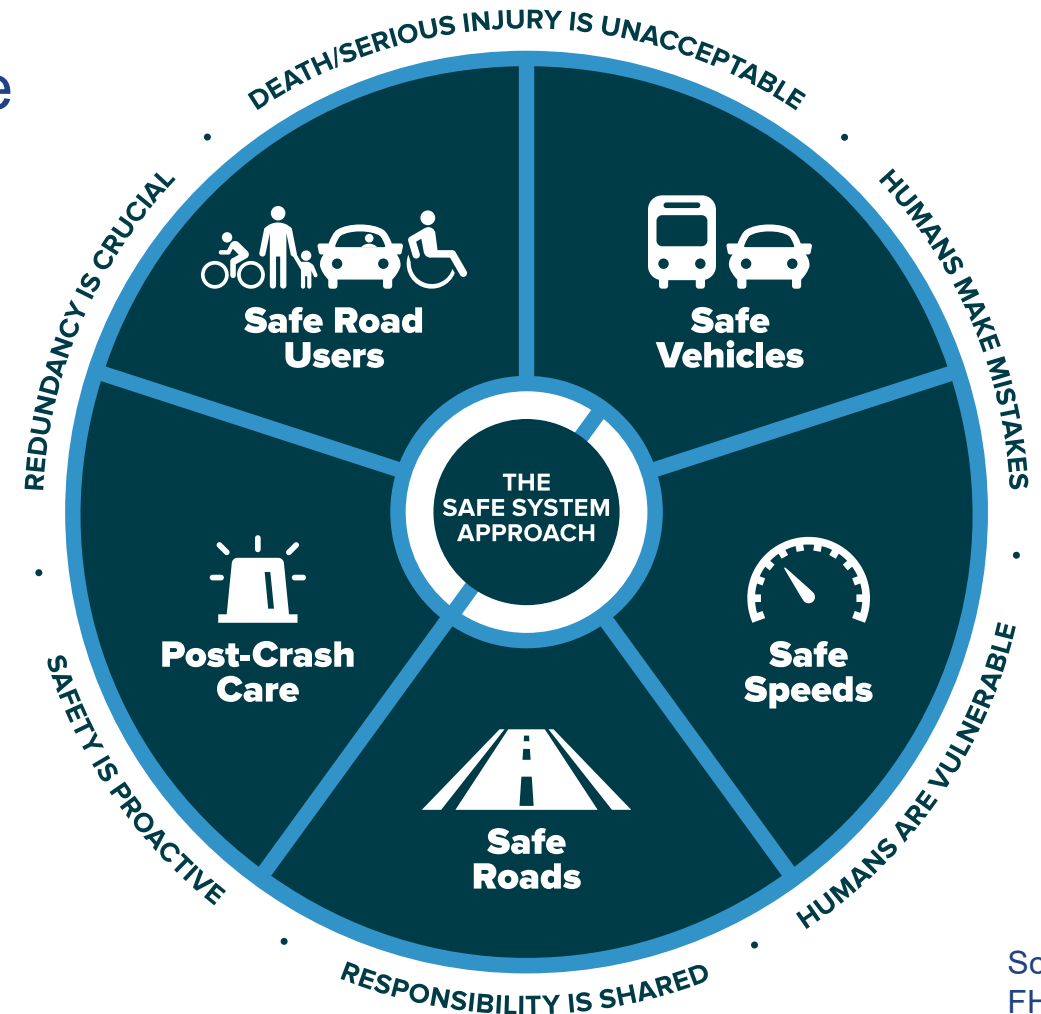 e
DEATH/SERIOUS INJURY IS UNACCEPTABLE
HUMANS MAKE MISTAKES
HUMANS ARE VULNERABLE
RESPONSIBILITY IS SHARED
SAFETY IS PROACTIVE
REDUNDANCY IS CRUCIAL
Safe Road
Users
Safe
Vehicles
THE
SAFE SYSTEM
APPROACH
Post-Crash
Care
Safe
Speeds
Safe
Roads